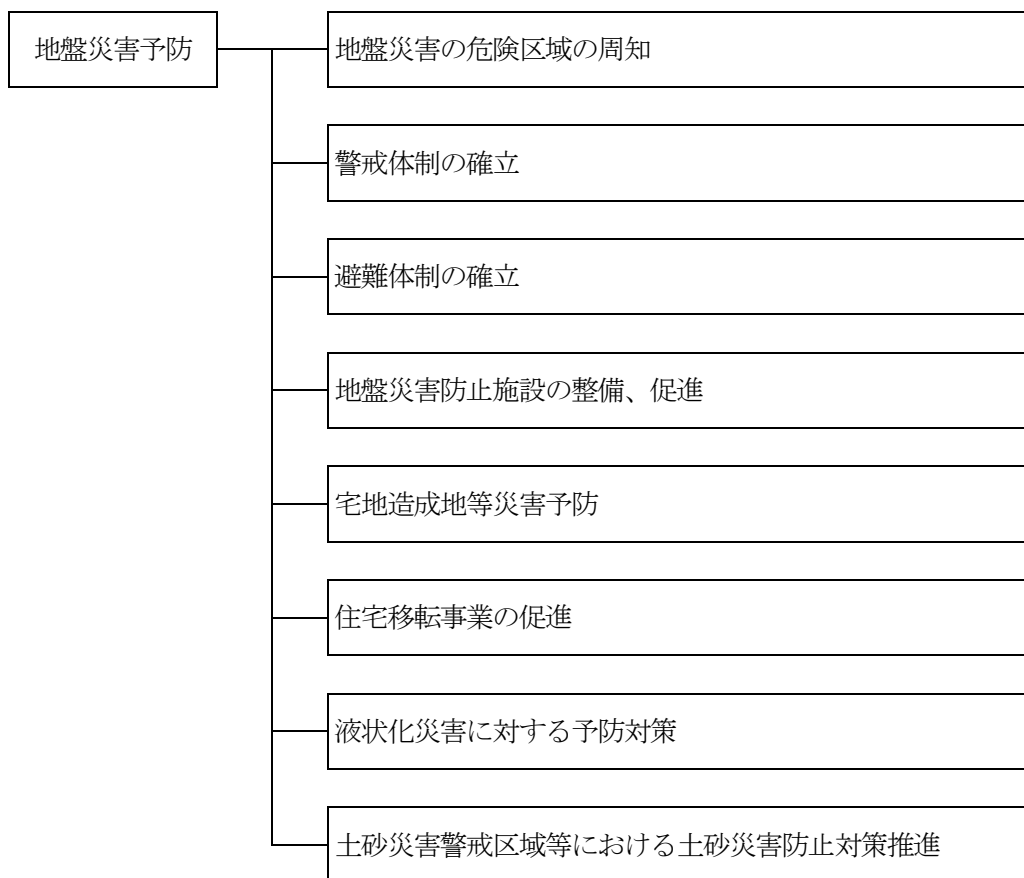 地盤災害予防
地盤災害の危険区域の周知
警戒体制の確立
避難体制の確立
地盤災害防止施設の整備、促進
宅地造成地等災害予防
住宅移転事業の促進
液状化災害に対する予防対策
土砂災害警戒区域等における土砂災害防止対策推進